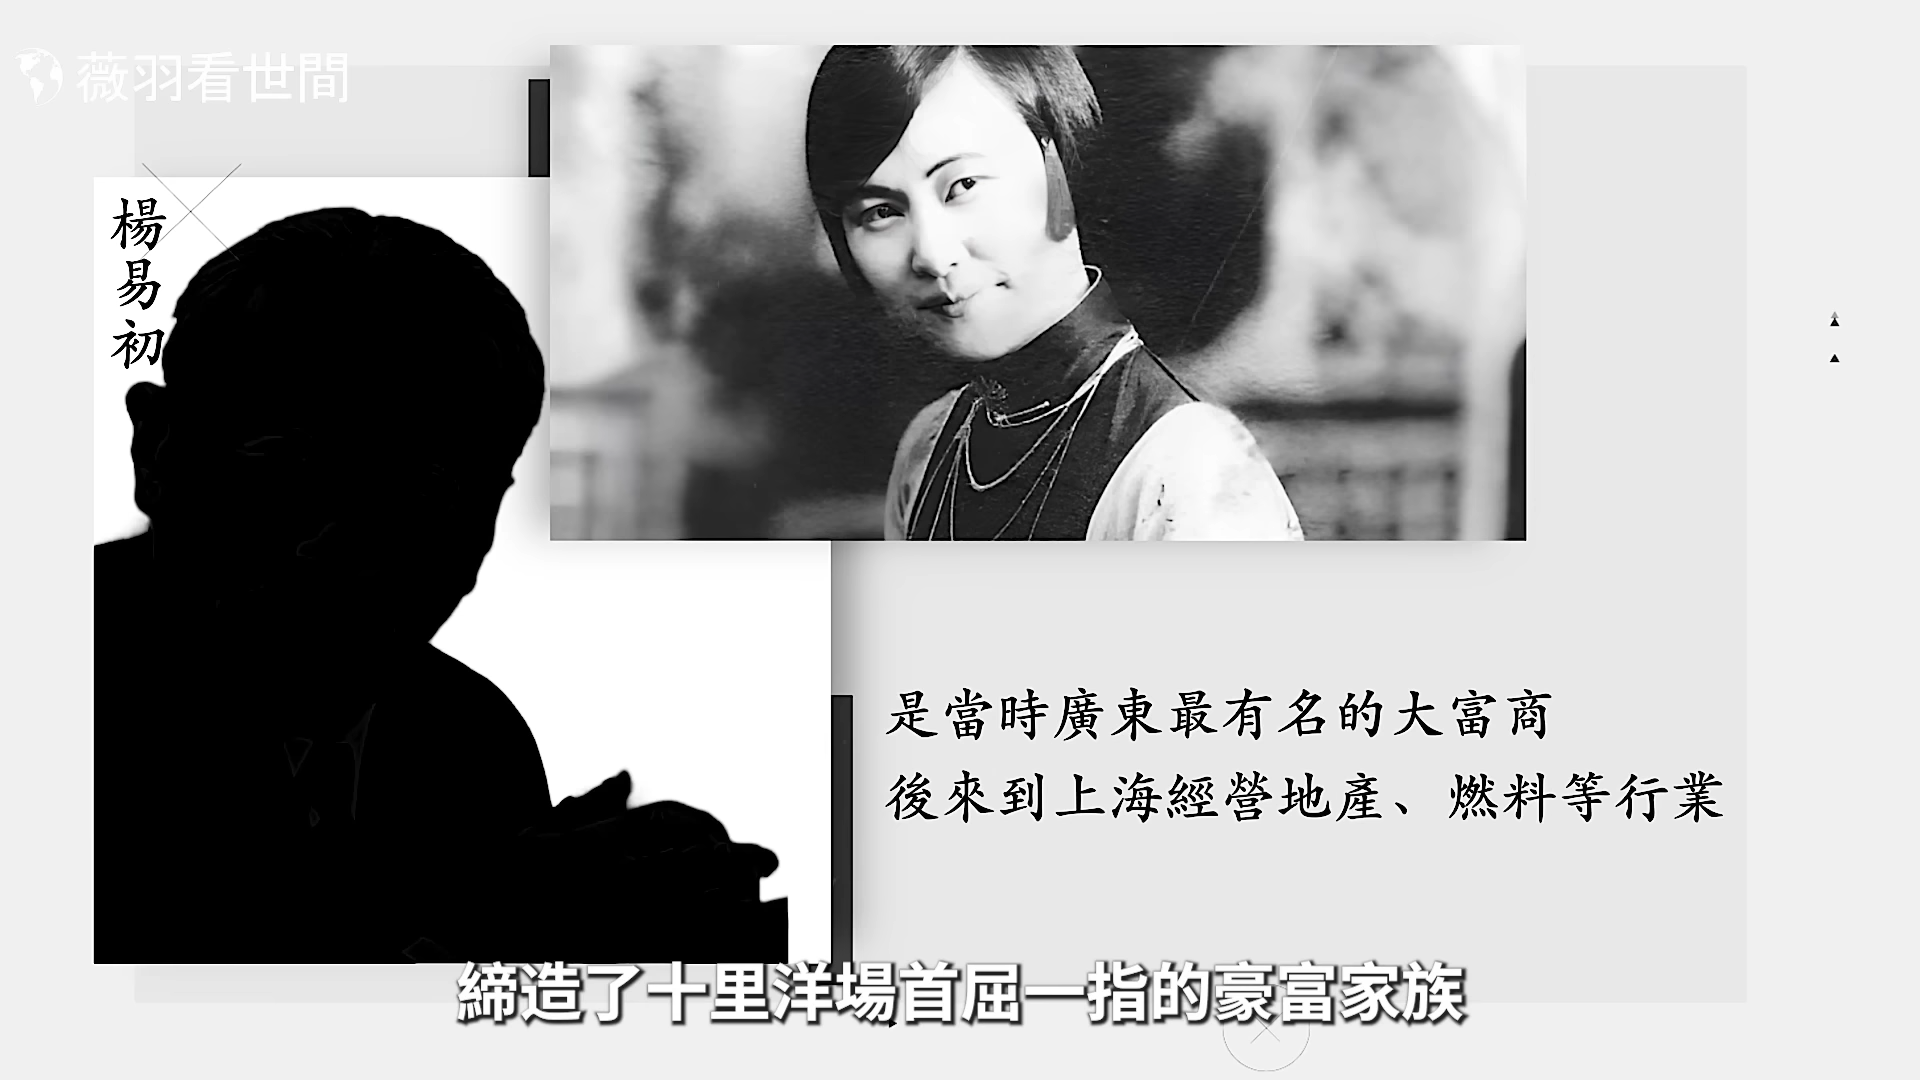 薇羽看世間
楊易初
是當時廣東最有名的大富商
後來到上海經營地產、燃料等行業
締造了十里洋場首屈一指的豪富家族